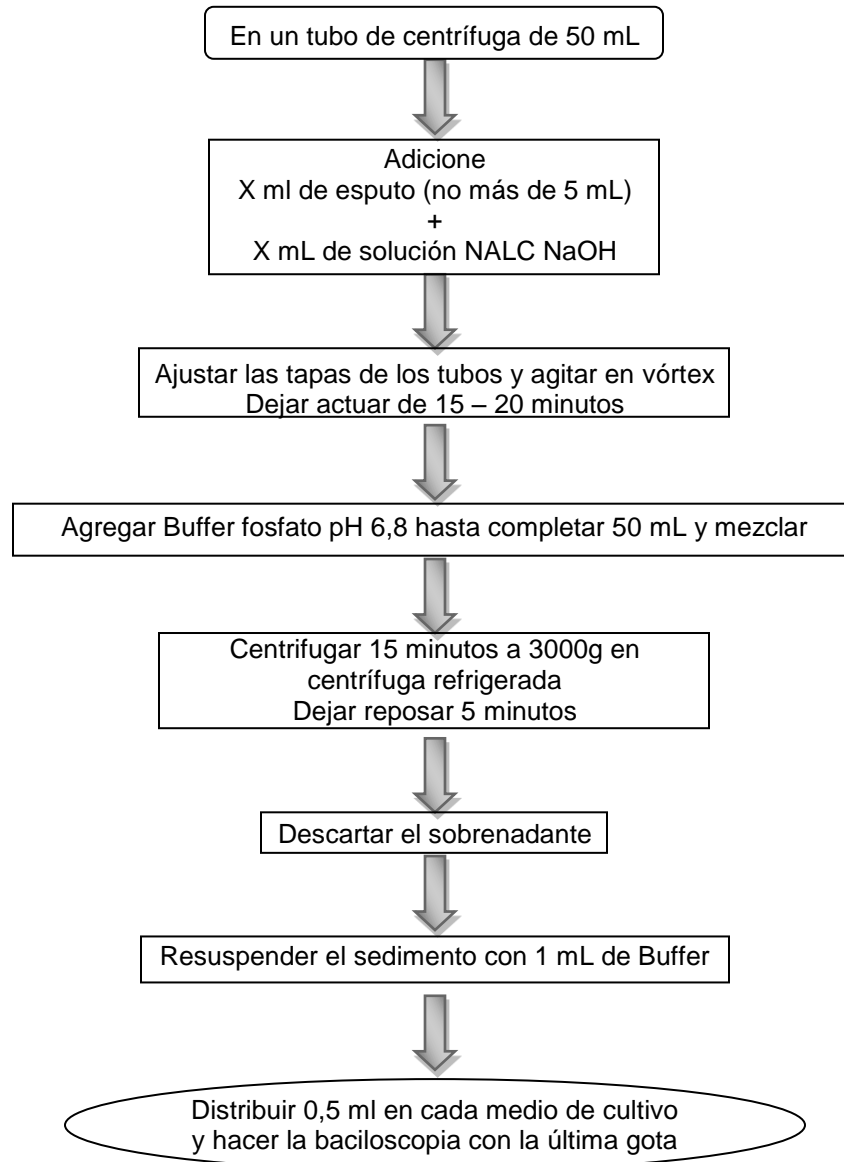 En un tubo de centrífuga de 50 mL
Adicione
X ml de esputo (no más de 5 mL)
+
X mL de solución NALC NaOH
Ajustar las tapas de los tubos y agitar en vórtex
Dejar actuar de 15 – 20 minutos
Agregar Buffer fosfato pH 6,8 hasta completar 50 mL y mezclar
Centrifugar 15 minutos a 3000g en
centrífuga refrigerada
Dejar reposar 5 minutos
Descartar el sobrenadante
Resuspender el sedimento con 1 mL de Buffer
Distribuir 0,5 ml en cada medio de cultivo
y hacer la baciloscopia con la última gota